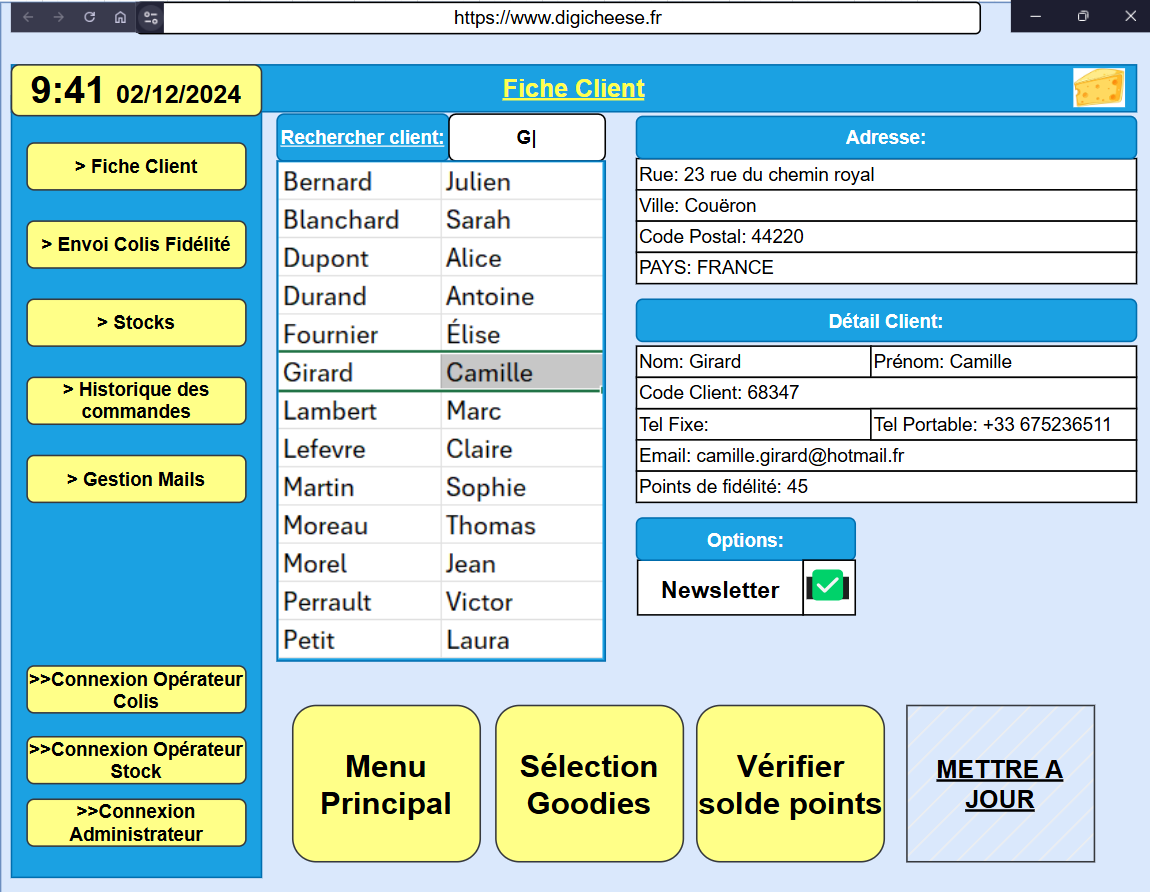 https://www.digicheese.fr
9:41 02/12/2024
Fiche Client
> Fiche Client
> Envoi Colis Fidélité
> Stocks
> Historique des
commandes
> Gestion Mails
>>Connexion Opérateur
Colis
>>Connexion Opérateur
Stock
>>Connexion
Administrateur
Rechercher client:
G|
Bernard Julien
Blanchard Sarah
Dupont Alice
Durand Antoine
Fournier Élise
Girard Camille
Lambert Marc
Lefevre Claire
Martin Sophie
Moreau Thomas
Morel Jean
Perrault Victor
Petit Laura
Adresse:
Rue: 23 rue du chemin royal
Ville: Couëron
Code Postal: 44220
PAYS: FRANCE
Détail Client:
Nom: Girard Prénom: Camille
Code Client: 68347
Tel Fixe: Tel Portable: +33 675236511
Email: camille.girard@hotmail.fr
Points de fidélité: 45
Options:
Newsletter
Menu
Principal
Sélection
Goodies
Vérifier
solde points
METTRE A
JOUR